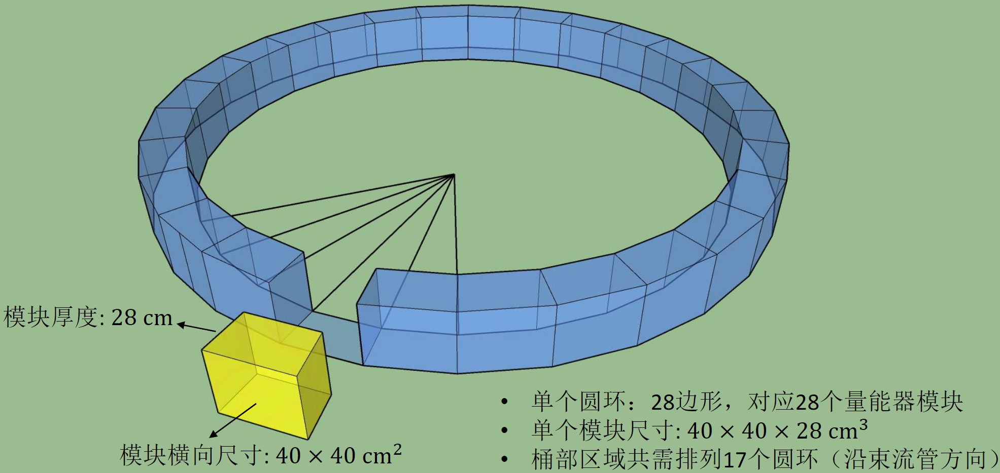 模块厚度: 28 cm
模块横向尺寸: 40 × 40 cm²
• 单个圆环：28边形，对应28个量能器模块
• 单个模块尺寸: 40 × 40 × 28 cm³
• 桶部区域共需排列17个圆环（沿束流管方向）